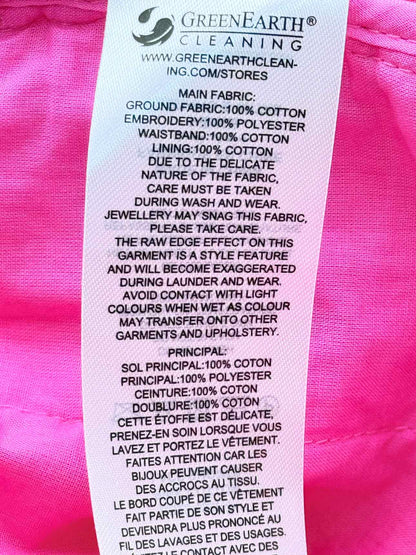 GREENEARTH®
CLEANING
WWW.GREENEARTHCLEAN-
ING.COM/STORES
MAIN FABRIC:
GROUND FABRIC:100% COTTON
EMBROIDERY:100% POLYESTER
WAISTBAND:100% COTTON
LINING:100% COTTON
DUE TO THE DELICATE
NATURE OF THE FABRIC,
CARE MUST BE TAKEN
DURING WASH AND WEAR.
JEWELLERY MAY SNAG THIS FABRIC,
PLEASE TAKE CARE.
THE RAW EDGE EFFECT ON THIS
GARMENT IS A STYLE FEATURE
AND WILL BECOME EXAGGERATED
DURING LAUNDER AND WEAR.
AVOID CONTACT WITH LIGHT
COLOURS WHEN WET AS COLOUR
MAY TRANSFER ONTO OTHER
GARMENTS AND UPHOLSTERY.
PRINCIPAL:
SOL PRINCIPAL:100% COTON
PRINCIPAL:100% POLYESTER
CEINTURE:100% COTON
DOUBLURE:100% COTON
CETTE ÉTOFFE EST DÉLICATE,
PRENEZ-EN SOIN LORSQUE VOUS
LAVEZ ET PORTEZ LE VÊTEMENT.
FAITES ATTENTION CAR LES
BIJOUX PEUVENT CAUSER
DES ACCROCS AU TISSU.
LE BORD COUPÉ DE CE VÊTEMENT
FAIT PARTIE DE SON STYLE ET
DEVIENDRA PLUS PRONONCÉ AU
FIL DES LAVAGES ET DES USAGES.
ÉVITER LE CONTACT AVEC DES